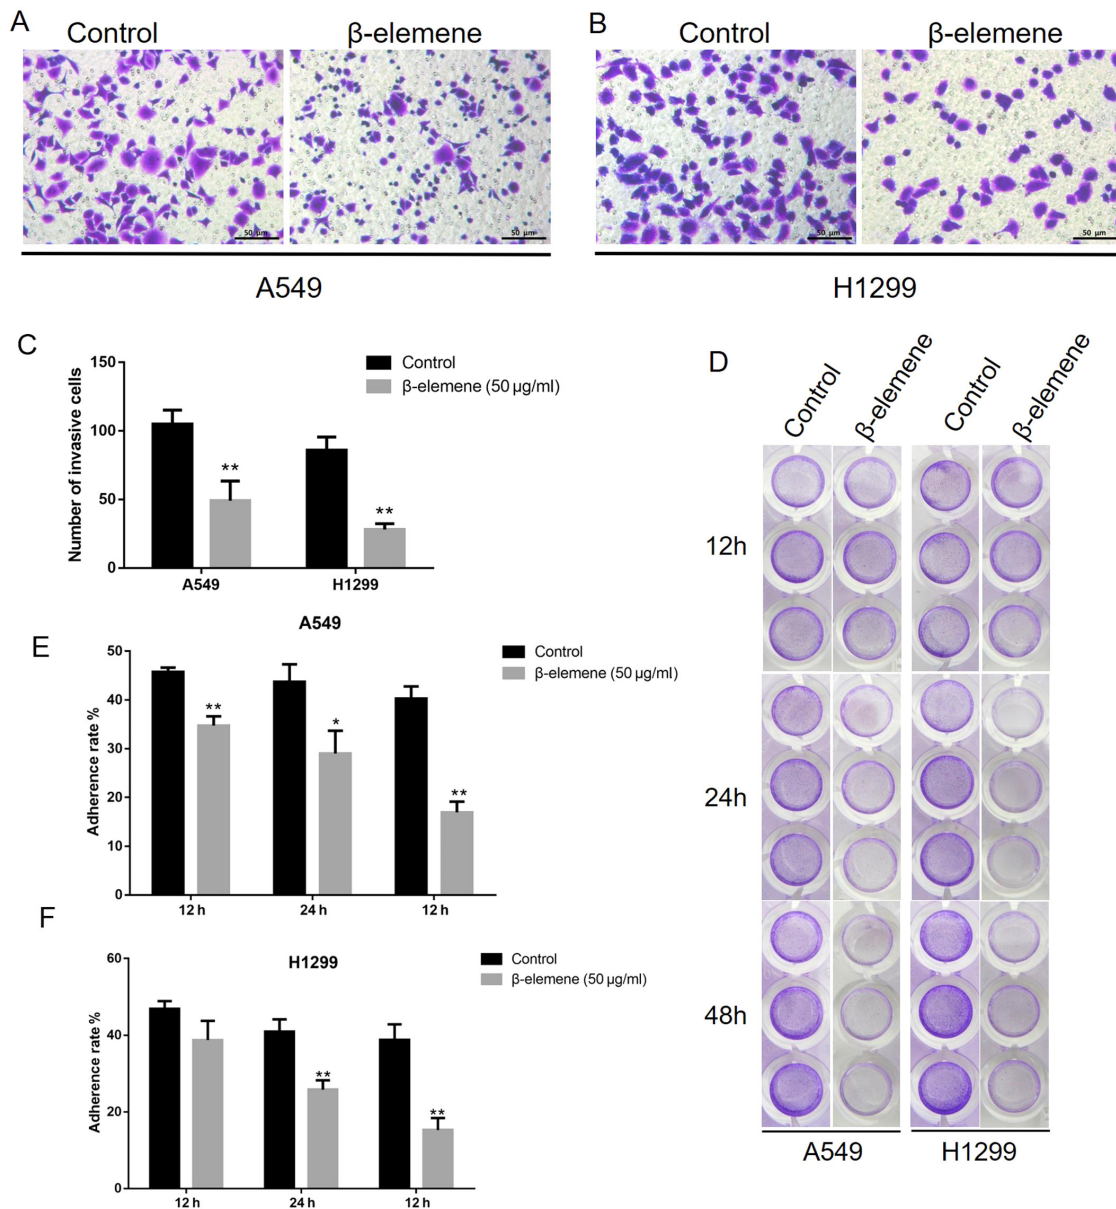 A
Control
β-elemene
50 µm
50 µm
A549
B
Control
β-elemene
50 µm
50 µm
H1299
C
Number of invasive cells
150
100
50
0
**
**
A549
H1299
Control
β-elemene (50 µg/ml)
D
Control
β-elemene
Control
β-elemene
12h
24h
48h
A549
H1299
E
A549
Adherence rate %
50
40
30
20
10
0
**
*
**
12 h
24 h
12 h
Control
β-elemene (50 µg/ml)
F
H1299
Adherence rate %
60
40
20
0
**
**
12 h
24 h
12 h
Control
β-elemene (50 µg/ml)